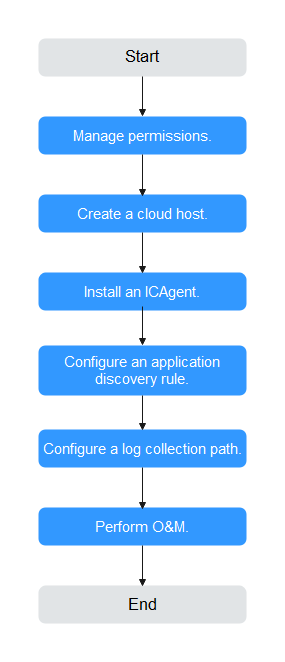 Start
Manage permissions.
Create a cloud host.
Install an ICAgent.
Configure an application
discovery rule.
Configure a log collection path.
Perform O&M.
End